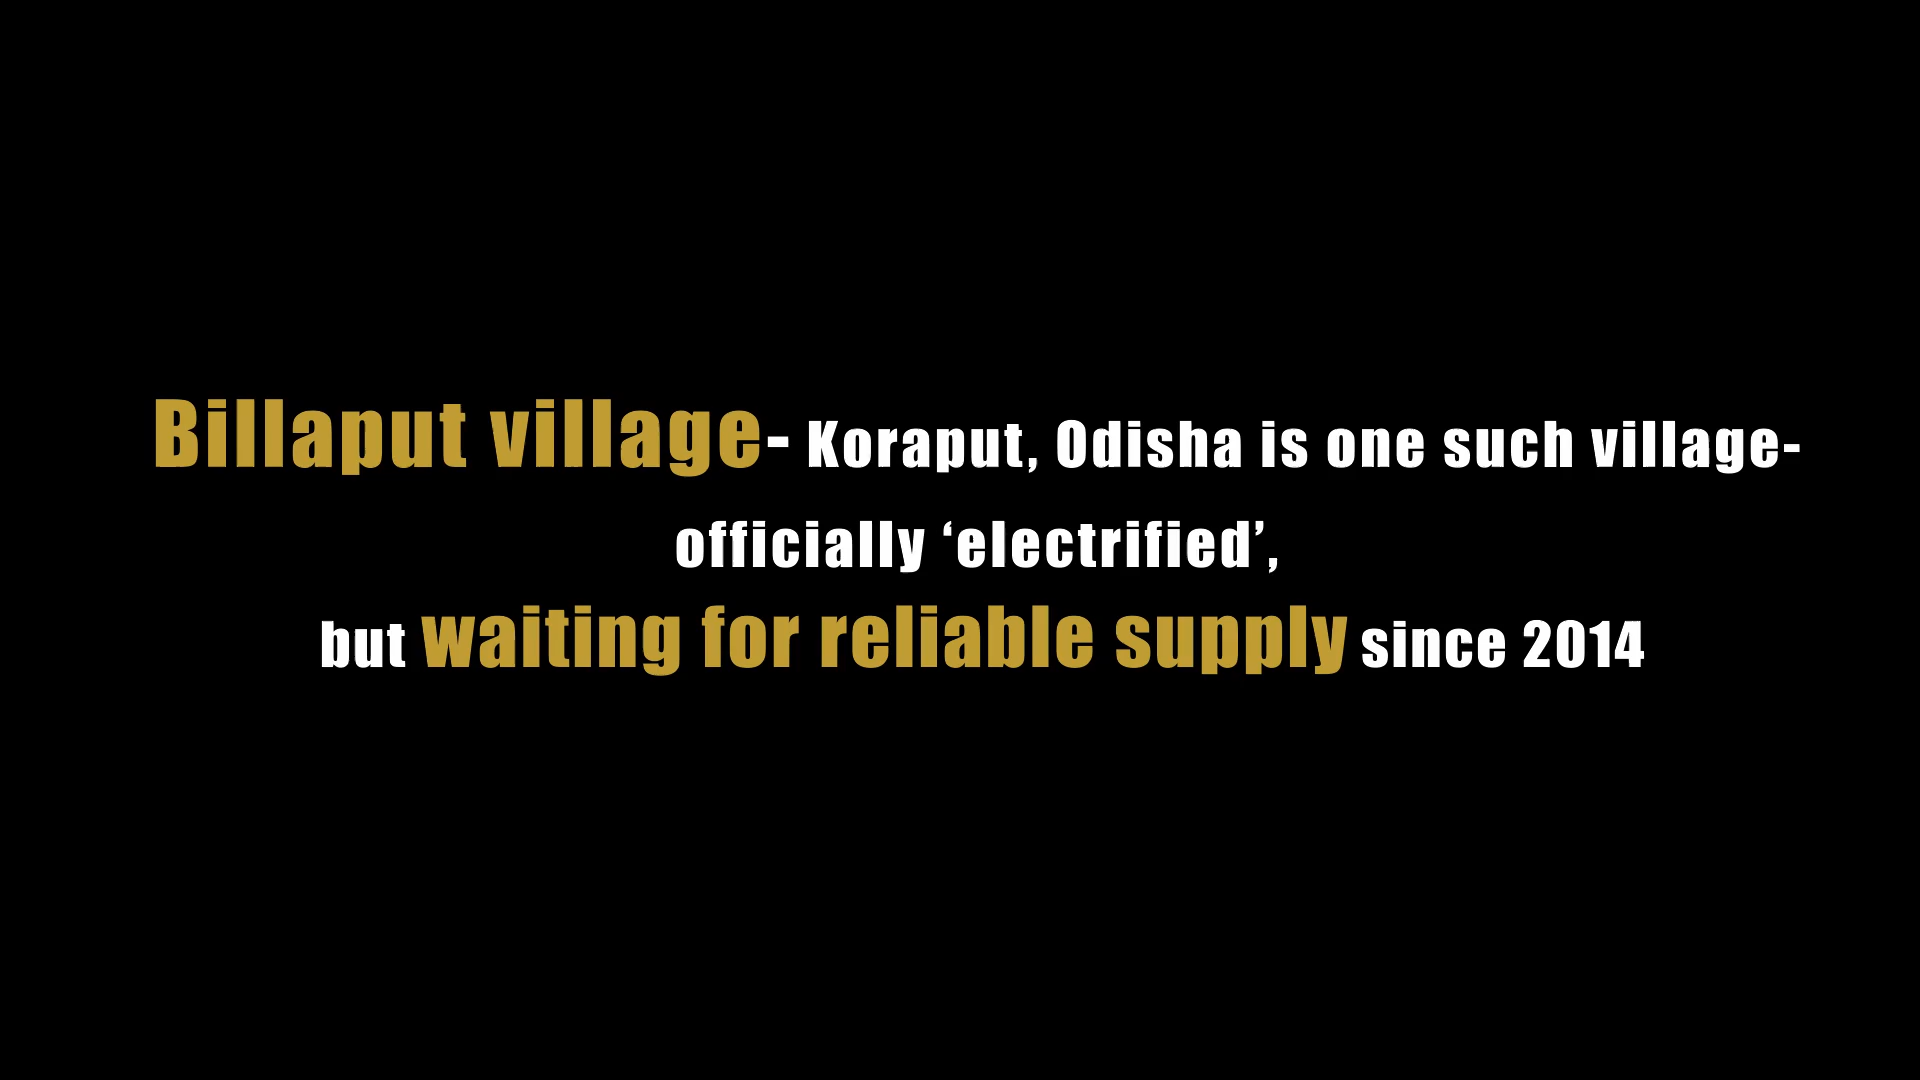 Billaput village- Koraput, Odisha is one such village-
officially ‘electrified’,
but waiting for reliable supply since 2014